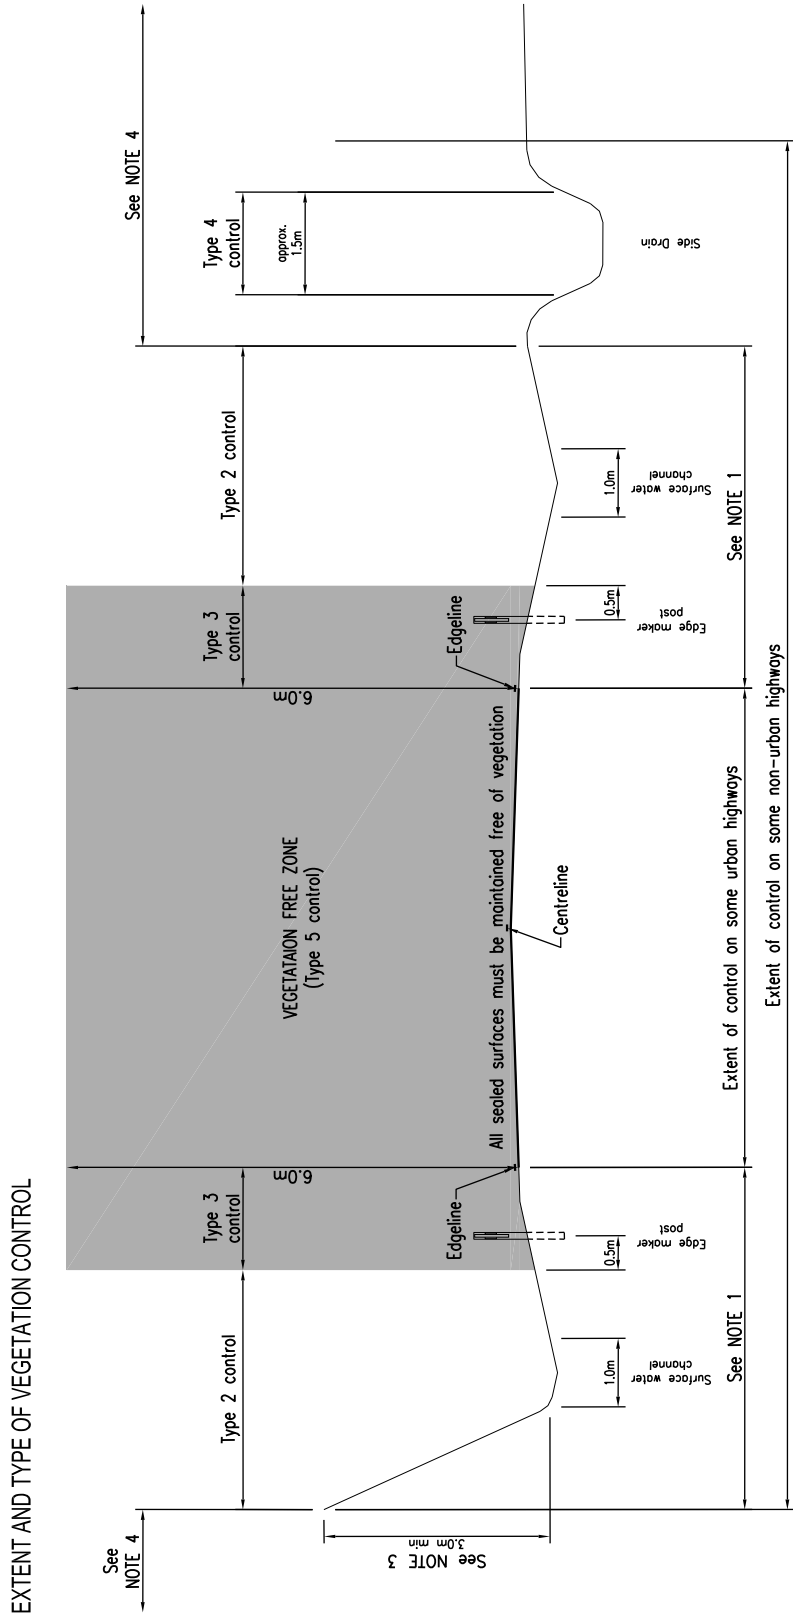 EXTENT AND TYPE OF VEGETATION CONTROL
See
NOTE 4
Type 2 control
Type 3
control
Type 3
control
Type 2 control
Type 4
control
approx.
1.5m
See NOTE 4
See NOTE 3
3.0m min
6.0m
6.0m
VEGETATAION FREE ZONE
(Type 5 control)
All sealed surfaces must be maintained free of vegetation
Edgeline
Centreline
Edgeline
1.0m
Surface water
channel
0.5m
Edge maker
post
0.5m
Edge maker
post
1.0m
Surface water
channel
Side Drain
See NOTE 1
Extent of control on some urban highways
See NOTE 1
Extent of control on some non-urban highways